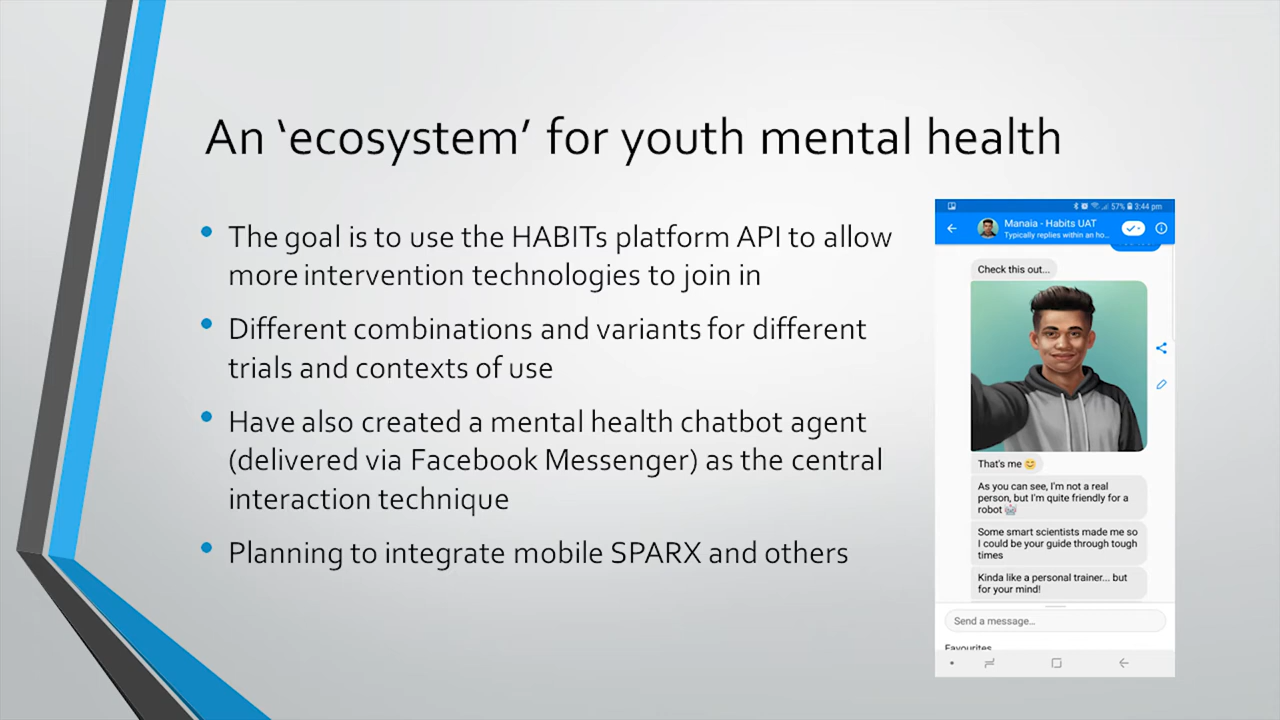 An ‘ecosystem’ for youth mental health
• The goal is to use the HABITs platform API to allow
more intervention technologies to join in
• Different combinations and variants for different
trials and contexts of use
• Have also created a mental health chatbot agent
(delivered via Facebook Messenger) as the central
interaction technique
• Planning to integrate mobile SPARX and others
57% 3:44 pm
Manaia - Habits UAT
Typically replies within an ho...
Check this out...
That's me 😊
As you can see, I'm not a real
person, but I'm quite friendly for a
robot 🤖
Some smart scientists made me so
I could be your guide through tough
times
Kinda like a personal trainer... but
for your mind!
Send a message...
Favourites